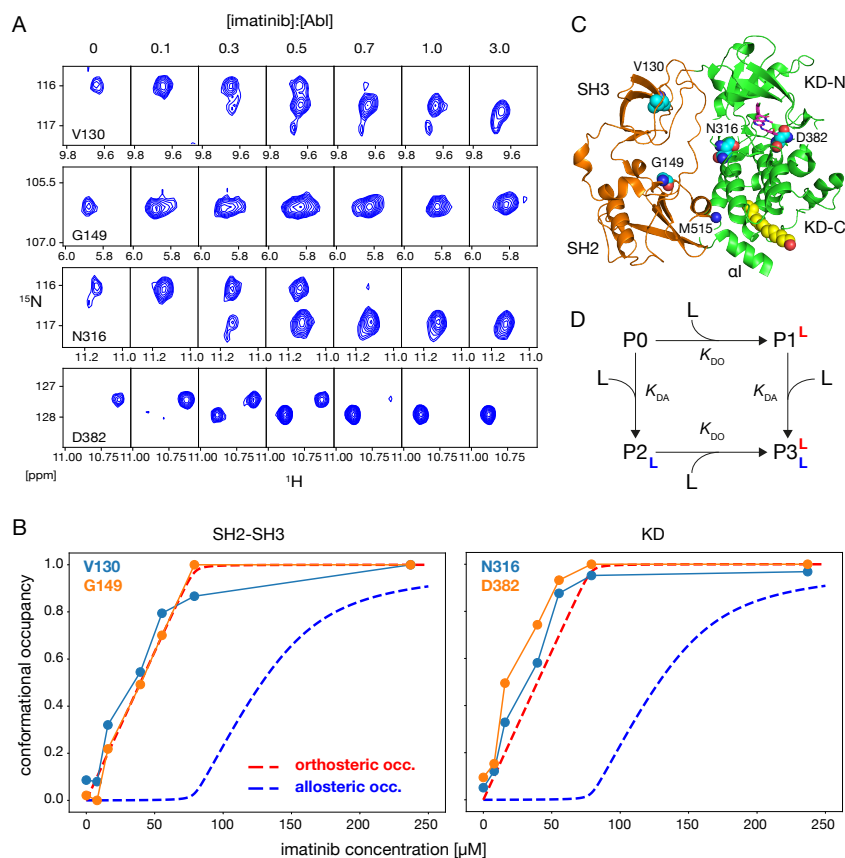 A
[imatinib]:[Abl]
0 0.1 0.3 0.5 0.7 1.0 3.0
116
117
V130
9.8 9.6 9.8 9.6 9.8 9.6 9.8 9.6 9.8 9.6 9.8 9.6 9.8 9.6
105.5
107.0
G149
6.0 5.8 6.0 5.8 6.0 5.8 6.0 5.8 6.0 5.8 6.0 5.8 6.0 5.8
116
15N
117
N316
11.2 11.0 11.2 11.0 11.2 11.0 11.2 11.0 11.2 11.0 11.2 11.0 11.2 11.0
127
128
D382
11.00 10.75 11.00 10.75 11.00 10.75 11.00 10.75 11.00 10.75 11.00 10.75 11.00 10.75
[ppm]
1H
C
V130
SH3
KD-N
N316
D382
G149
M515
KD-C
SH2
αI
D
L
P0 P1 L
KDO
L KDA KDA L
KDO
P2 L P3 L L
L
B
SH2-SH3
V130
G149
1.0
0.8
0.6
0.4
0.2
0.0
conformational occupancy
orthosteric occ.
allosteric occ.
0 50 100 150 200 250
imatinib concentration [μM]
KD
N316
D382
0 50 100 150 200 250
imatinib concentration [μM]